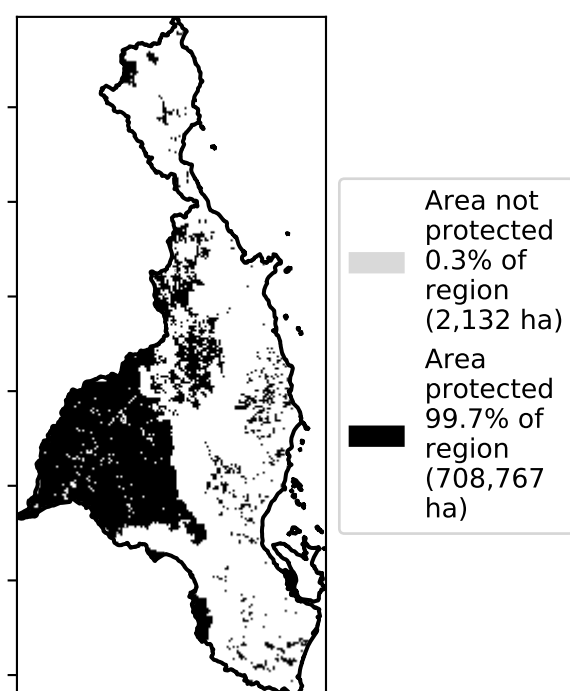 Area not
protected
0.3% of
region
(2,132 ha)
Area
protected
99.7% of
region
(708,767
ha)